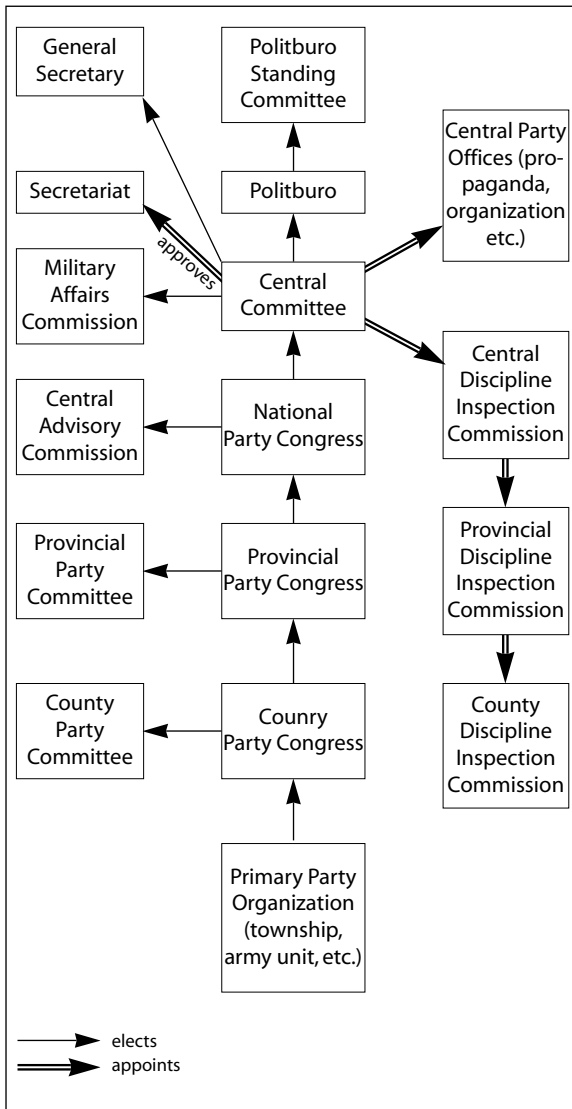 General
Secretary
Politburo
Standing
Committee
Central Party
Offices (pro-
paganda,
organization
etc.)
Secretariat
Politburo
approves
Military
Affairs
Commission
Central
Committee
Central
Discipline
Inspection
Commission
Central
Advisory
Commission
National
Party Congress
Provincial
Party
Committee
Provincial
Party Congress
Provincial
Discipline
Inspection
Commission
County
Party
Committee
Counry
Party Congress
County
Discipline
Inspection
Commission
Primary Party
Organization
(township,
army unit, etc.)
elects
appoints